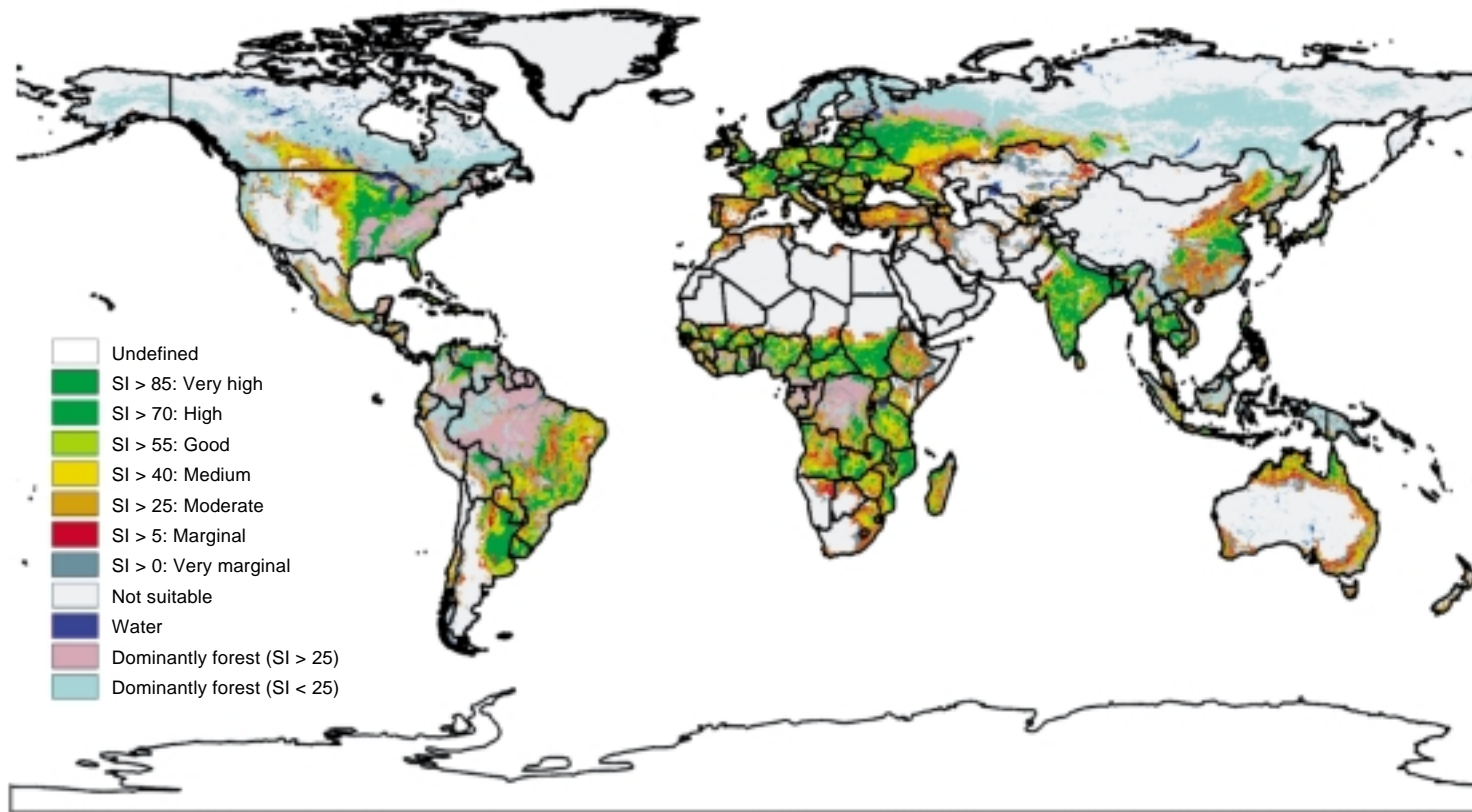 Undefined
SI > 85: Very high
SI > 70: High
SI > 55: Good
SI > 40: Medium
SI > 25: Moderate
SI > 5: Marginal
SI > 0: Very marginal
Not suitable
Water
Dominantly forest (SI > 25)
Dominantly forest (SI < 25)